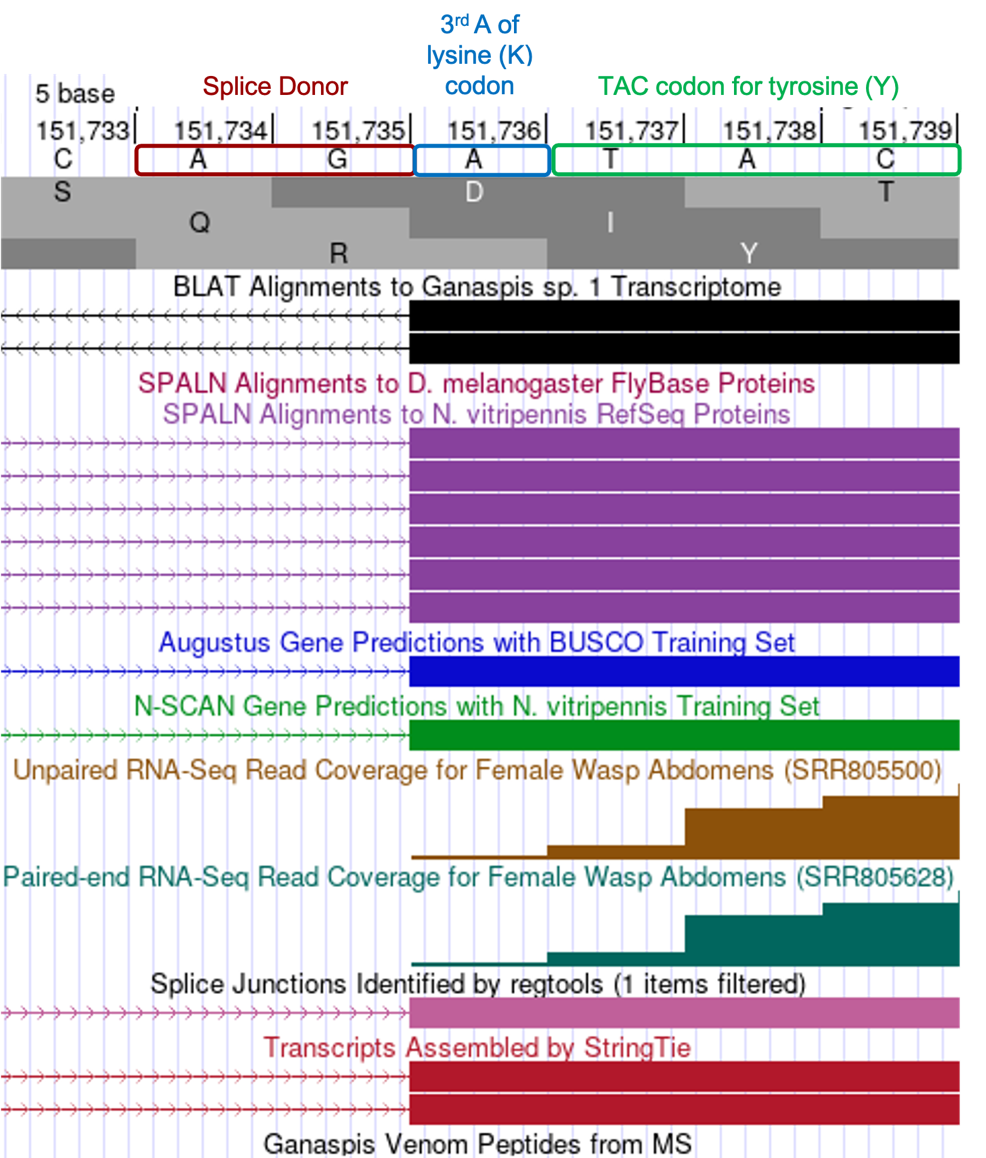 3rd A of
lysine (K)
codon
Splice Donor
TAC codon for tyrosine (Y)
5 base
151,733| 151,734| 151,735| 151,736| 151,737| 151,738| 151,739|
C A G A T A C
S D T
Q I
R Y
BLAT Alignments to Ganaspis sp. 1 Transcriptome
SPALN Alignments to D. melanogaster FlyBase Proteins
SPALN Alignments to N. vitripennis RefSeq Proteins
Augustus Gene Predictions with BUSCO Training Set
N-SCAN Gene Predictions with N. vitripennis Training Set
Unpaired RNA-Seq Read Coverage for Female Wasp Abdomens (SRR805500)
Paired-end RNA-Seq Read Coverage for Female Wasp Abdomens (SRR805628)
Splice Junctions Identified by regtools (1 items filtered)
Transcripts Assembled by StringTie
Ganaspis Venom Peptides from MS